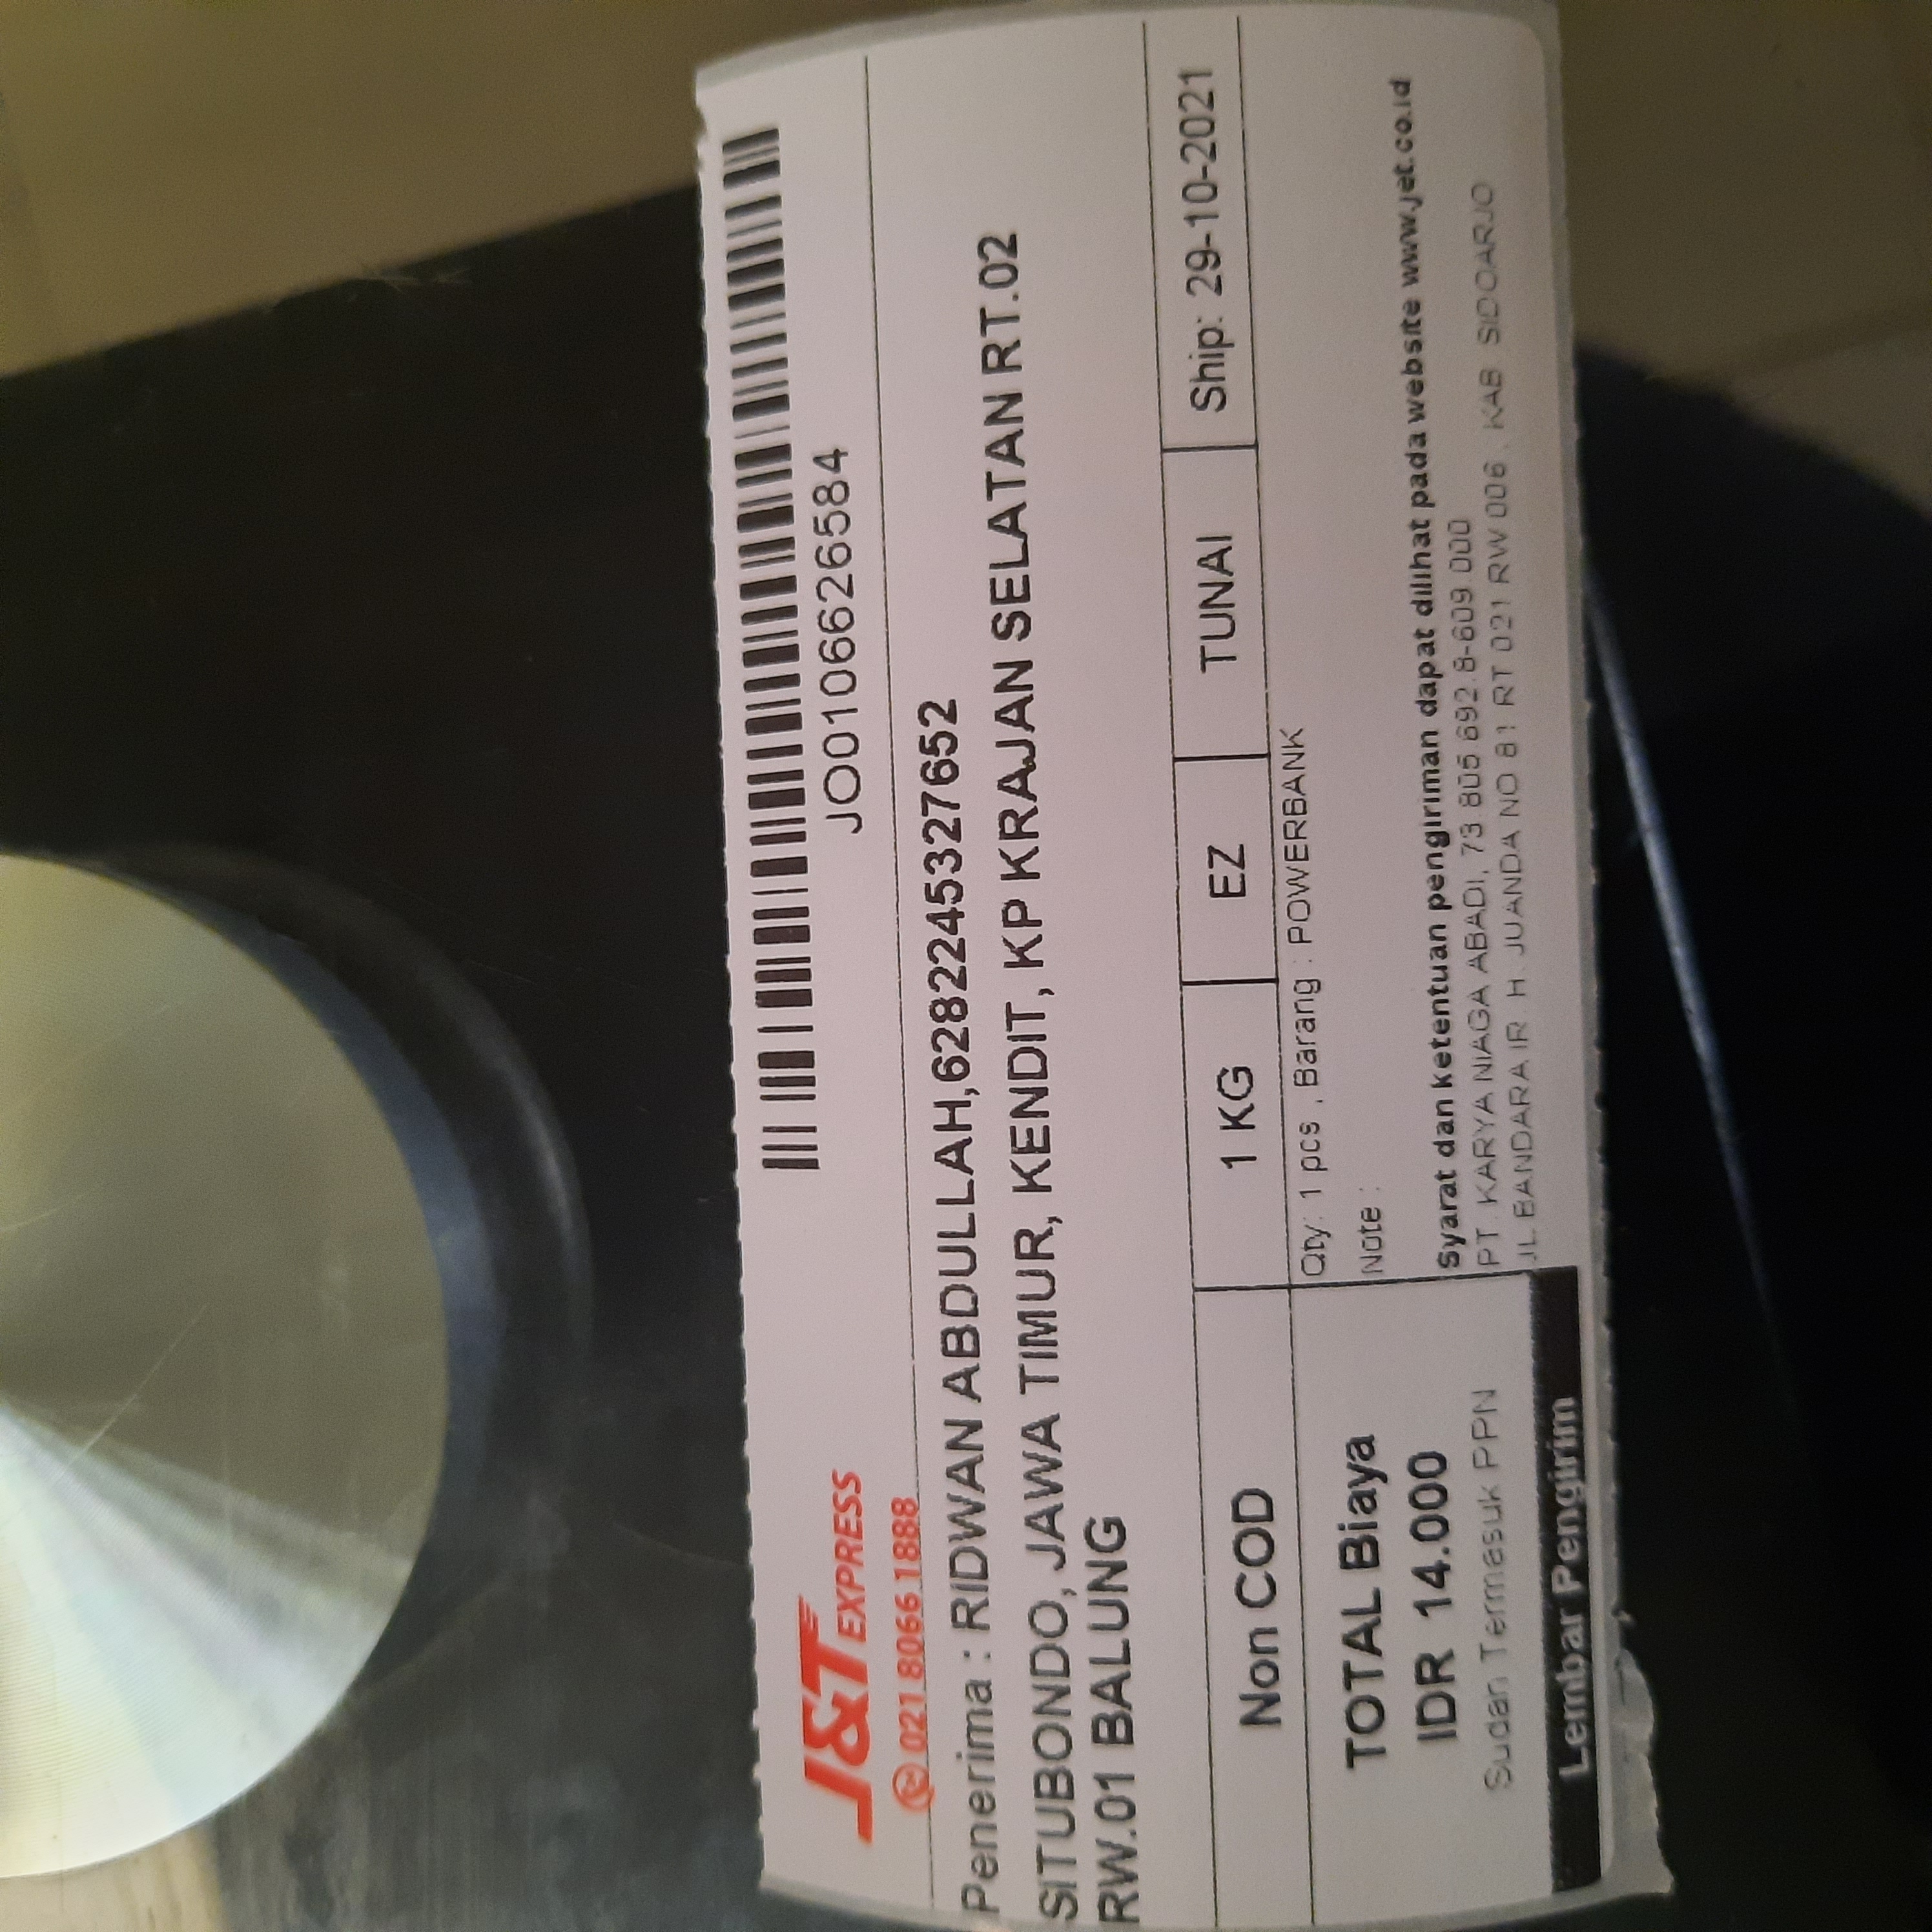 J&T EXPRESS
021 8066 1888
JO0106626584
Penerima : RIDWAN ABDULLAH,6282245327652
SITUBONDO, JAWA TIMUR, KENDIT, KP KRAJAN SELATAN RT.02
RW.01 BALUNG
Non COD
1 KG
EZ
TUNAI
Ship: 29-10-2021
TOTAL Biaya
IDR 14.000
Sudah Termasuk PPN
Lembar Pengirim
Qty: 1 pcs , Barang : POWERBANK
Note :
Syarat dan ketentuan pengiriman dapat dilihat pada website www.jet.co.id
PT. KARYA NIAGA ABADI, 73.805.692.8-609.000
JL. BANDARA IR. H. JUANDA NO 81 RT 021 RW 006 , KAB. SIDOARJO